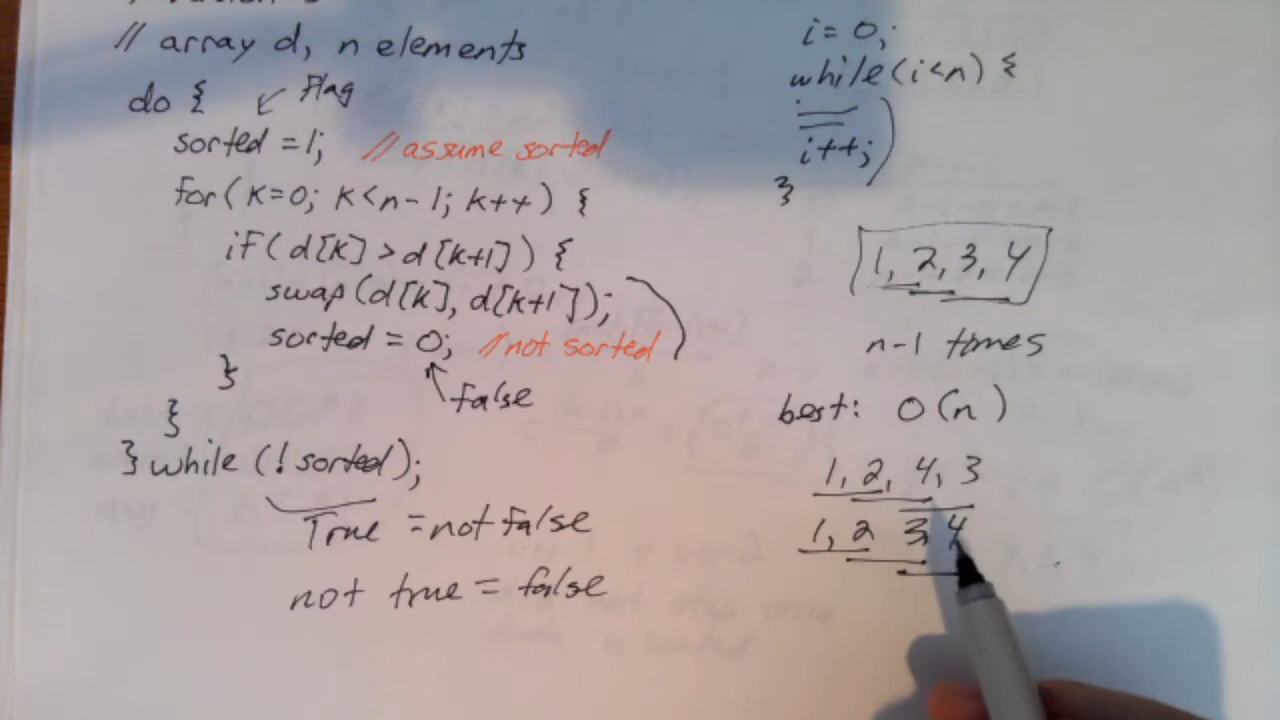 // array d, n elements
do {
Flag
sorted = 1; // assume sorted
for( k=0; k<n-1; k++ ) {
if( d[k] > d[k+1] ) {
swap(d[k], d[k+1]);
sorted = 0; // not sorted
}
false
}
} while (! sorted);
True = not false
not true = false
i = 0;
while(i<n) {
i++;
}
1, 2, 3, 4
n-1 times
best: O(n)
1, 2, 4, 3
1, 2 3, 4